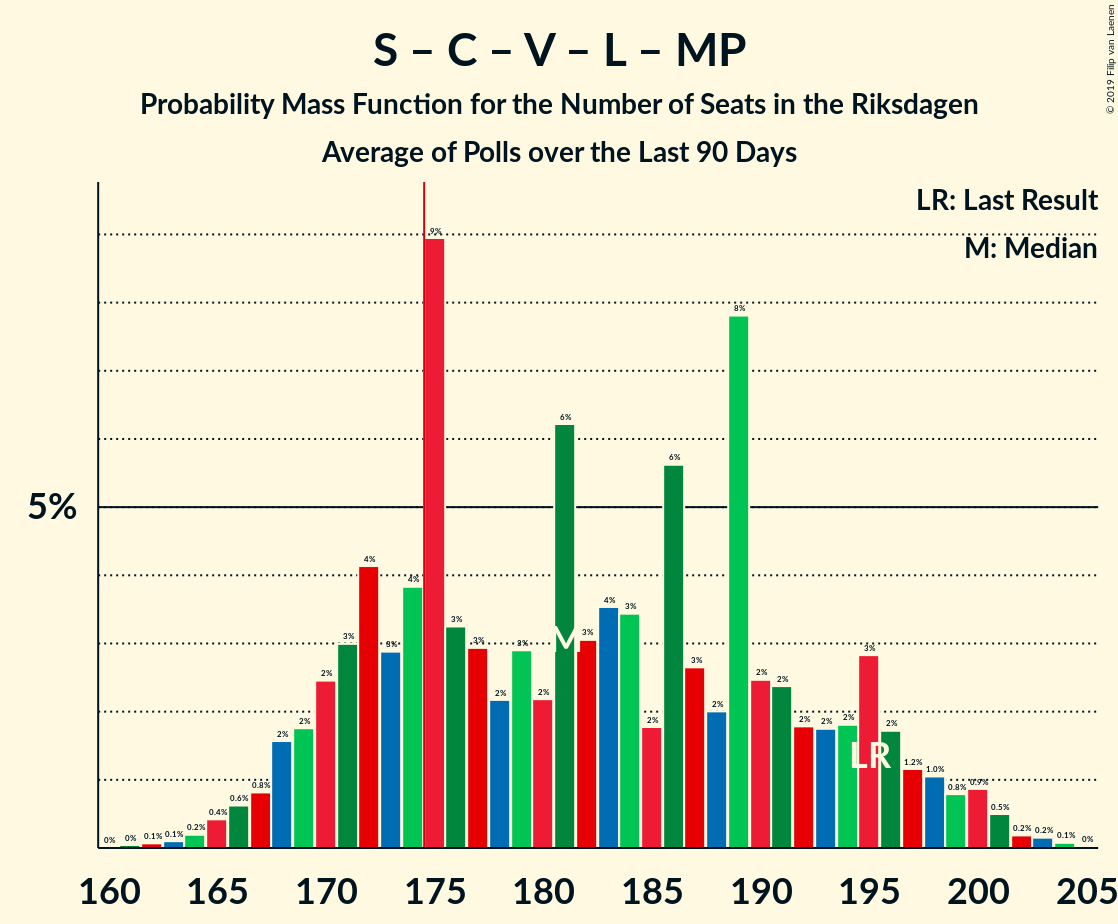 S – C – V – L – MP
Probability Mass Function for the Number of Seats in the Riksdagen
Average of Polls over the Last 90 Days
© 2019 Filip van Laenen
LR: Last Result
M: Median
5%
0% 0% 0.1% 0.1% 0.2% 0.4% 0.6% 0.8% 2% 2% 2% 3% 4% 3% 4% 9% 3% 3% 2% 3% 2% 6% 3% 4% 3% 2% 6% 3% 2% 8% 2% 2% 2% 2% 2% 3% 2% 1.2% 1.0% 0.8% 0.9% 0.5% 0.2% 0.2% 0.1% 0%
M
LR
160 165 170 175 180 185 190 195 200 205